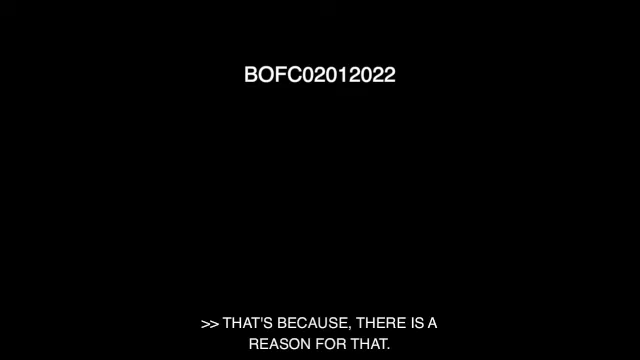 BOFC02012022
>> THAT'S BECAUSE, THERE IS A
REASON FOR THAT.